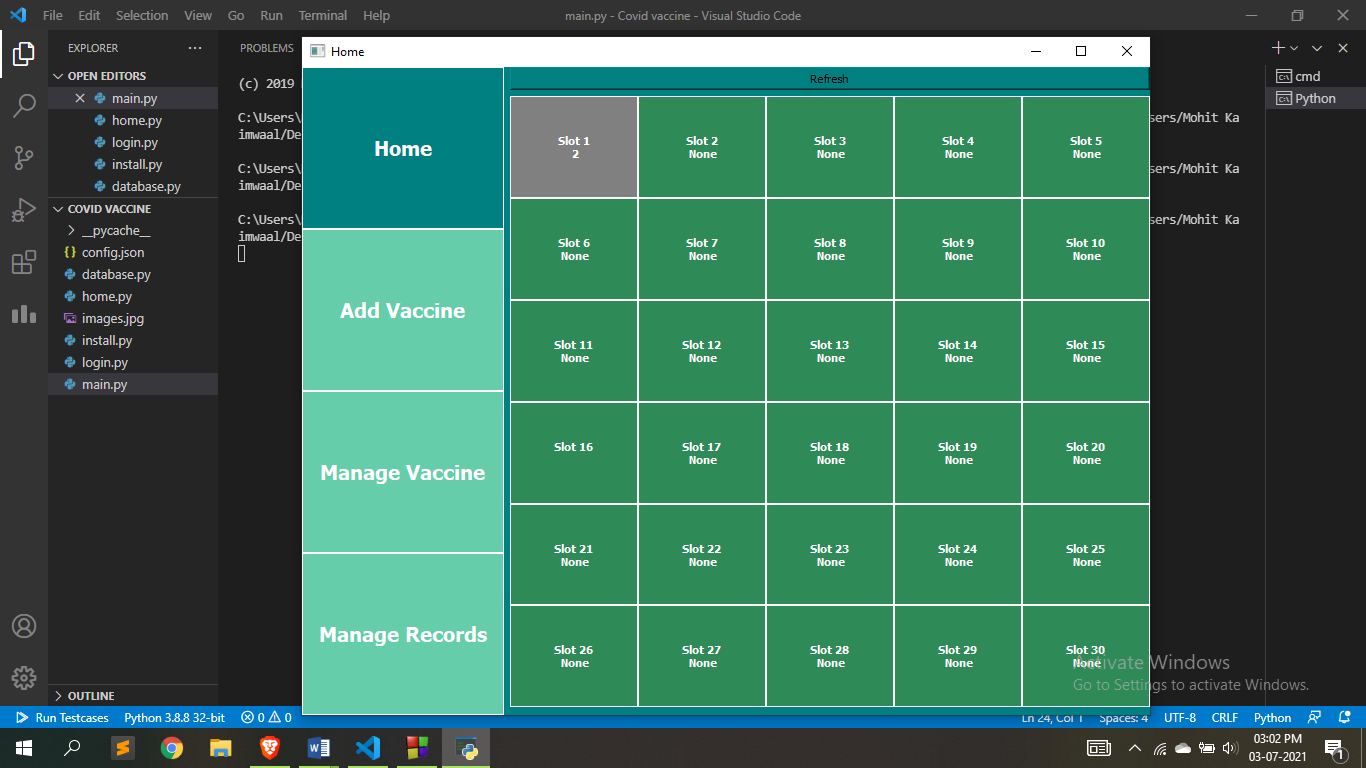 File Edit Selection View Go Run Terminal Help
main.py - Covid vaccine - Visual Studio Code
EXPLORER
OPEN EDITORS
main.py
home.py
login.py
install.py
database.py
COVID VACCINE
__pycache__
config.json
database.py
home.py
images.jpg
install.py
login.py
main.py
OUTLINE
PROBLEMS
(c) 2019
C:\Users\
imwaal/De
C:\Users\
imwaal/De
C:\Users\
imwaal/De
sers/Mohit Ka
sers/Mohit Ka
sers/Mohit Ka
cmd
Python
Home
Home
Add Vaccine
Manage Vaccine
Manage Records
Refresh
Slot 1
2
Slot 2
None
Slot 3
None
Slot 4
None
Slot 5
None
Slot 6
None
Slot 7
None
Slot 8
None
Slot 9
None
Slot 10
None
Slot 11
None
Slot 12
None
Slot 13
None
Slot 14
None
Slot 15
None
Slot 16
Slot 17
None
Slot 18
None
Slot 19
None
Slot 20
None
Slot 21
None
Slot 22
None
Slot 23
None
Slot 24
None
Slot 25
None
Slot 26
None
Slot 27
None
Slot 28
None
Slot 29
None
Slot 30
None
Activate Windows
Go to Settings to activate Windows.
Run Testcases Python 3.8.8 32-bit 0 0
Ln 24, Col 1 Spaces: 4 UTF-8 CRLF Python
03:02 PM
03-07-2021
1